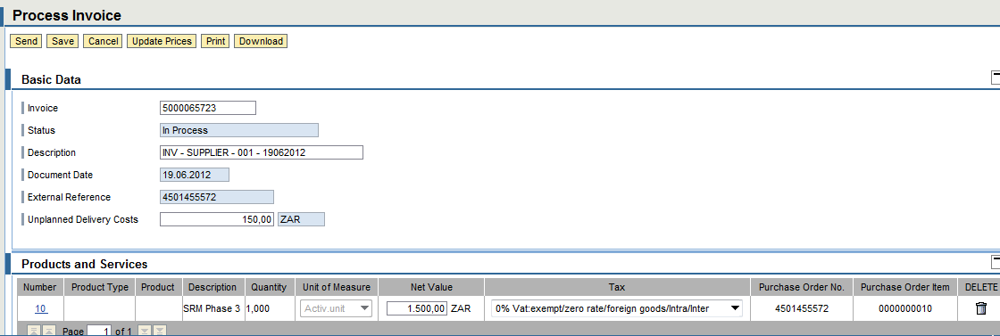 Process Invoice
Send Save Cancel Update Prices Print Download
Basic Data
Invoice 5000065723
Status In Process
Description INV - SUPPLIER - 001 - 19062012
Document Date 19.06.2012
External Reference 4501455572
Unplanned Delivery Costs 150,00 ZAR
Products and Services
Number Product Type Product Description Quantity Unit of Measure Net Value Tax Purchase Order No. Purchase Order Item DELETE
10 SRM Phase 3 1,000 Activ.unit 1.500,00 ZAR 0% Vat:exempt/zero rate/foreign goods/Intra/Inter 4501455572 0000000010
Page 1 of 1